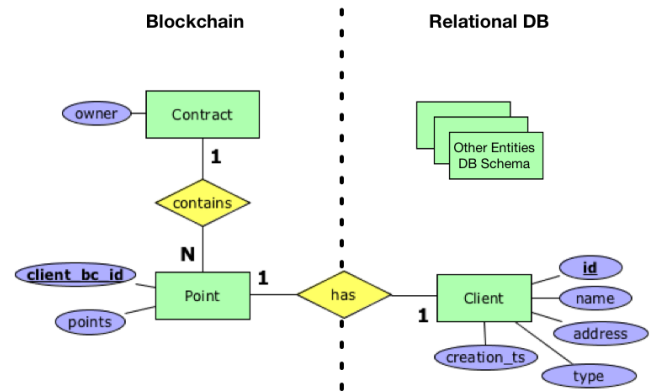 Blockchain
Relational DB
owner
Contract
1
contains
N
client_bc_id
points
Point
1
has
1
Client
id
name
address
type
creation_ts
Other Entities
DB Schema